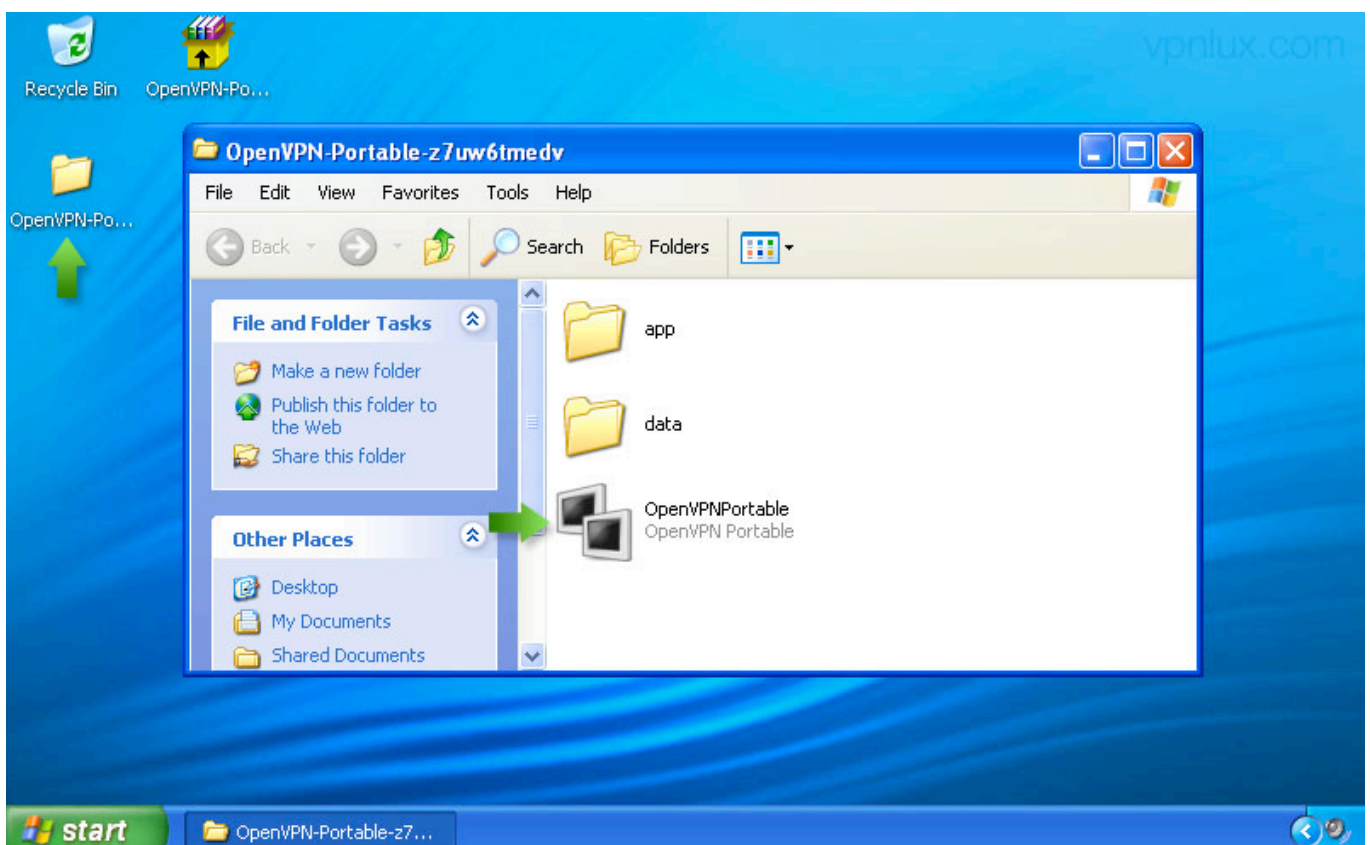 vpnlux.com
Recycle Bin
OpenVPN-Po...
OpenVPN-Po...
OpenVPN-Portable-z7uw6tmedv
File Edit View Favorites Tools Help
Back Search Folders
File and Folder Tasks
Make a new folder
Publish this folder to
the Web
Share this folder
Other Places
Desktop
My Documents
Shared Documents
app
data
OpenVPNPortable
OpenVPN Portable
start
OpenVPN-Portable-z7...